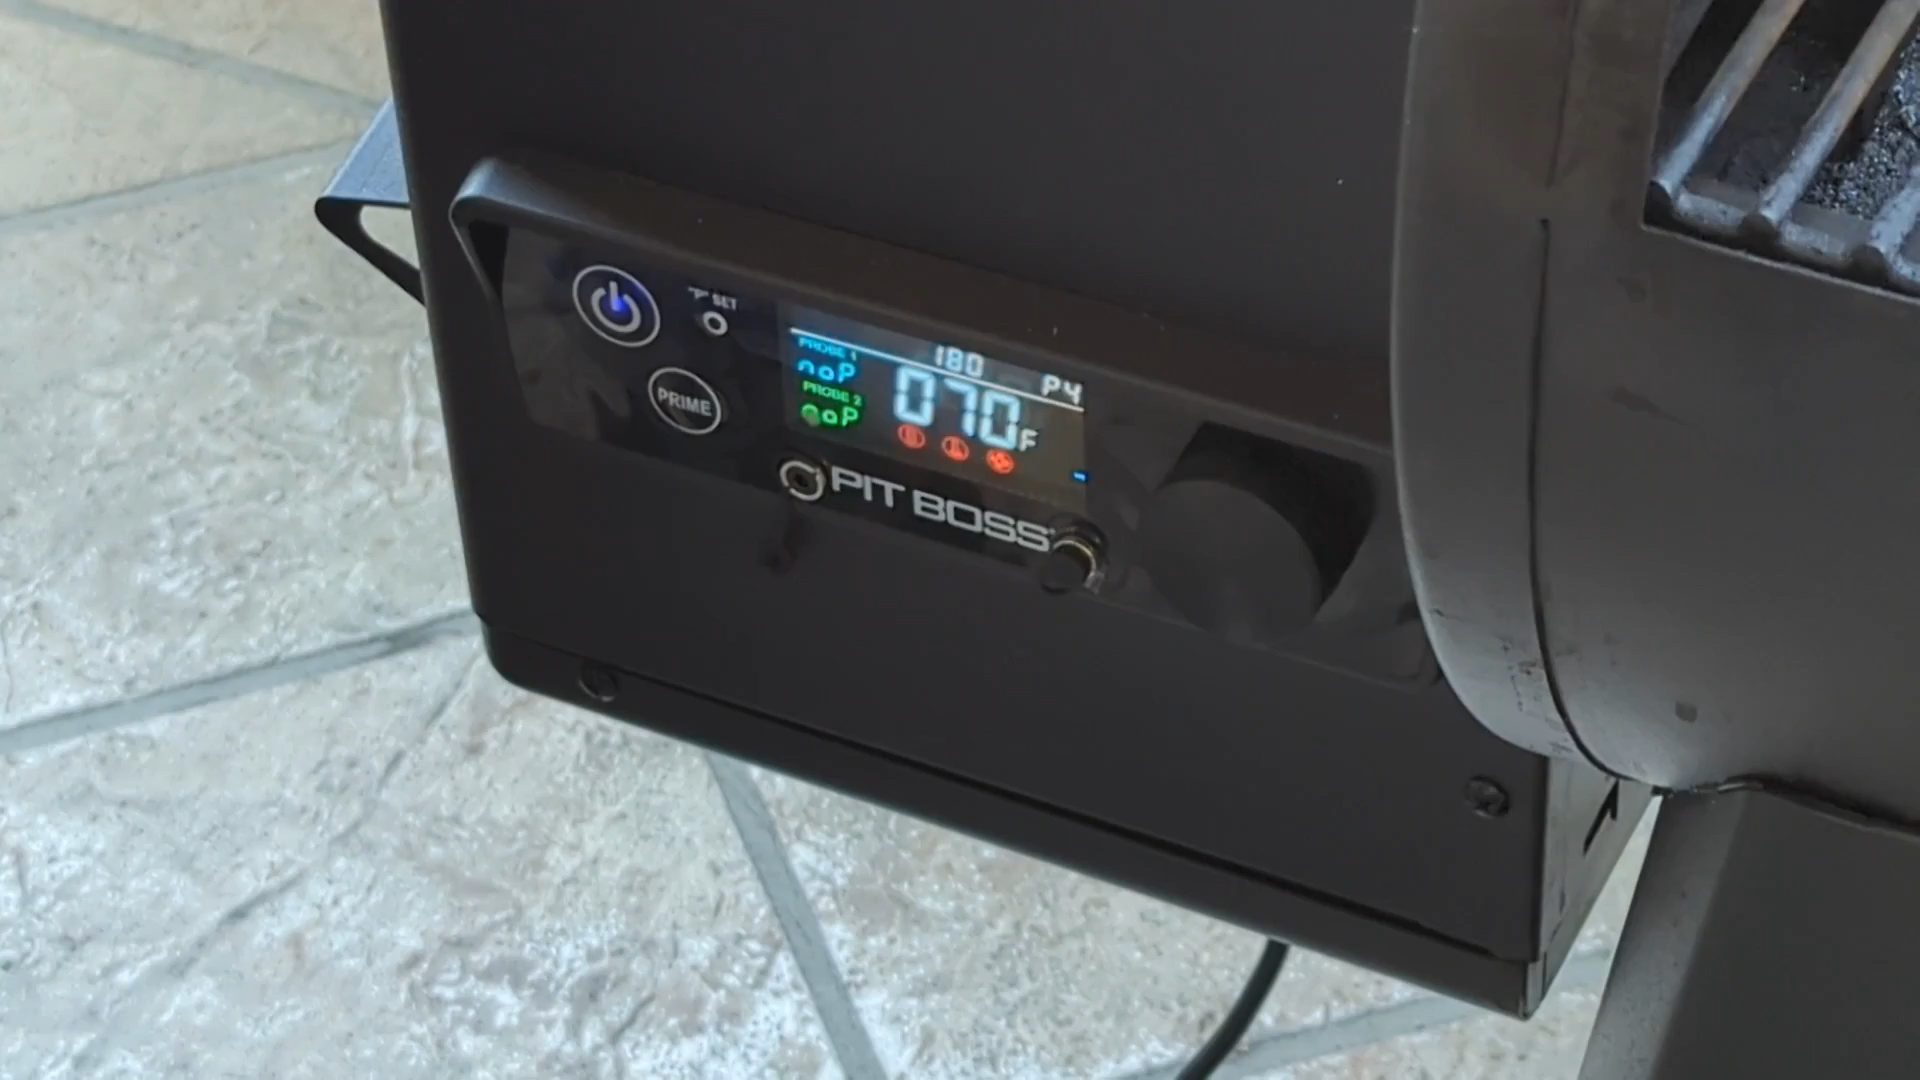 "P" SET
PRIME
180
P4
PROBE 1
noP
070F
PROBE 2
noP
PIT BOSS